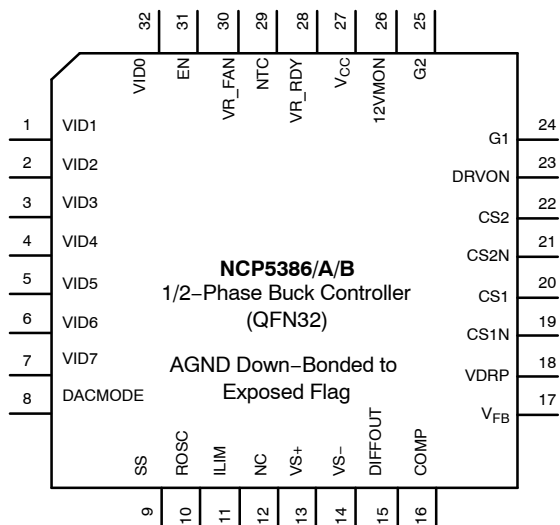 32 31 30 29 28 27 26 25
VID0 EN VR_FAN NTC VR_RDY VCC 12VMON G2
1 VID1
2 VID2
3 VID3
4 VID4
5 VID5
6 VID6
7 VID7
8 DACMODE
NCP5386/A/B
1/2−Phase Buck Controller
(QFN32)
AGND Down−Bonded to
Exposed Flag
G1 24
DRVON 23
CS2 22
CS2N 21
CS1 20
CS1N 19
VDRP 18
VFB 17
SS ROSC ILIM NC VS+ VS− DIFFOUT COMP
9 10 11 12 13 14 15 16